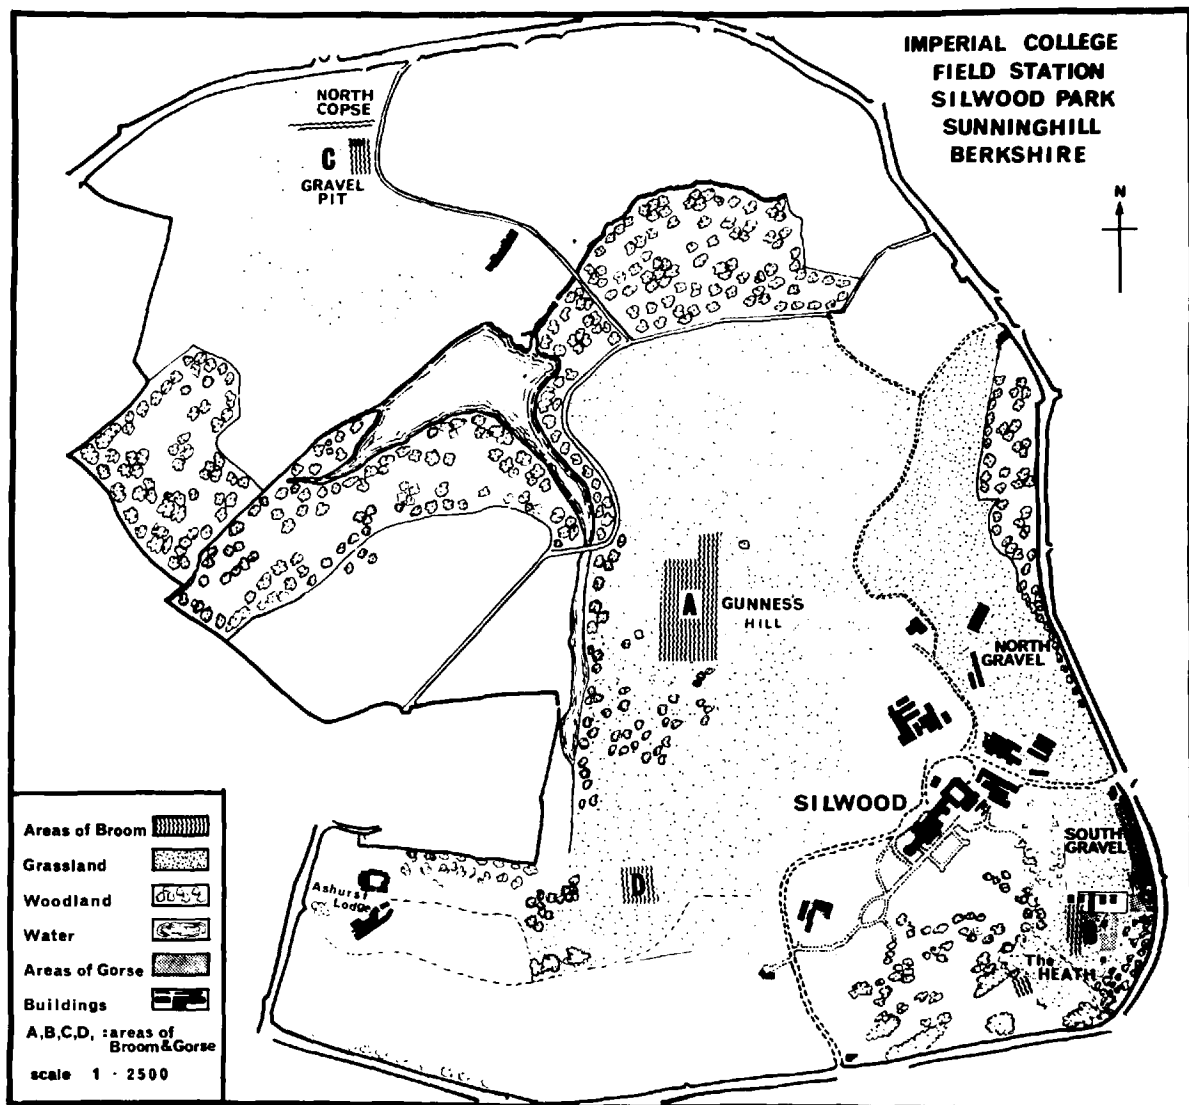 IMPERIAL COLLEGE
FIELD STATION
SILWOOD PARK
SUNNINGHILL
BERKSHIRE
N
NORTH
COPSE
C
GRAVEL
PIT
A
GUNNES'S
HILL
NORTH
GRAVEL
SILWOOD
SOUTH
GRAVEL
D
Ashurst
Lodge
The
HEATH
Areas of Broom
Grassland
Woodland
Water
Areas of Gorse
Buildings
A,B,C,D, : areas of
Broom&Gorse
scale 1 · 2500